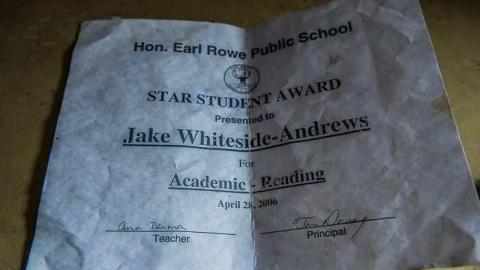 Hon. Earl Rowe Public School
STAR STUDENT AWARD
Presented to
Jake Whiteside-Andrews
For
Academic - Reading
April 28, 2006
Teacher
Principal